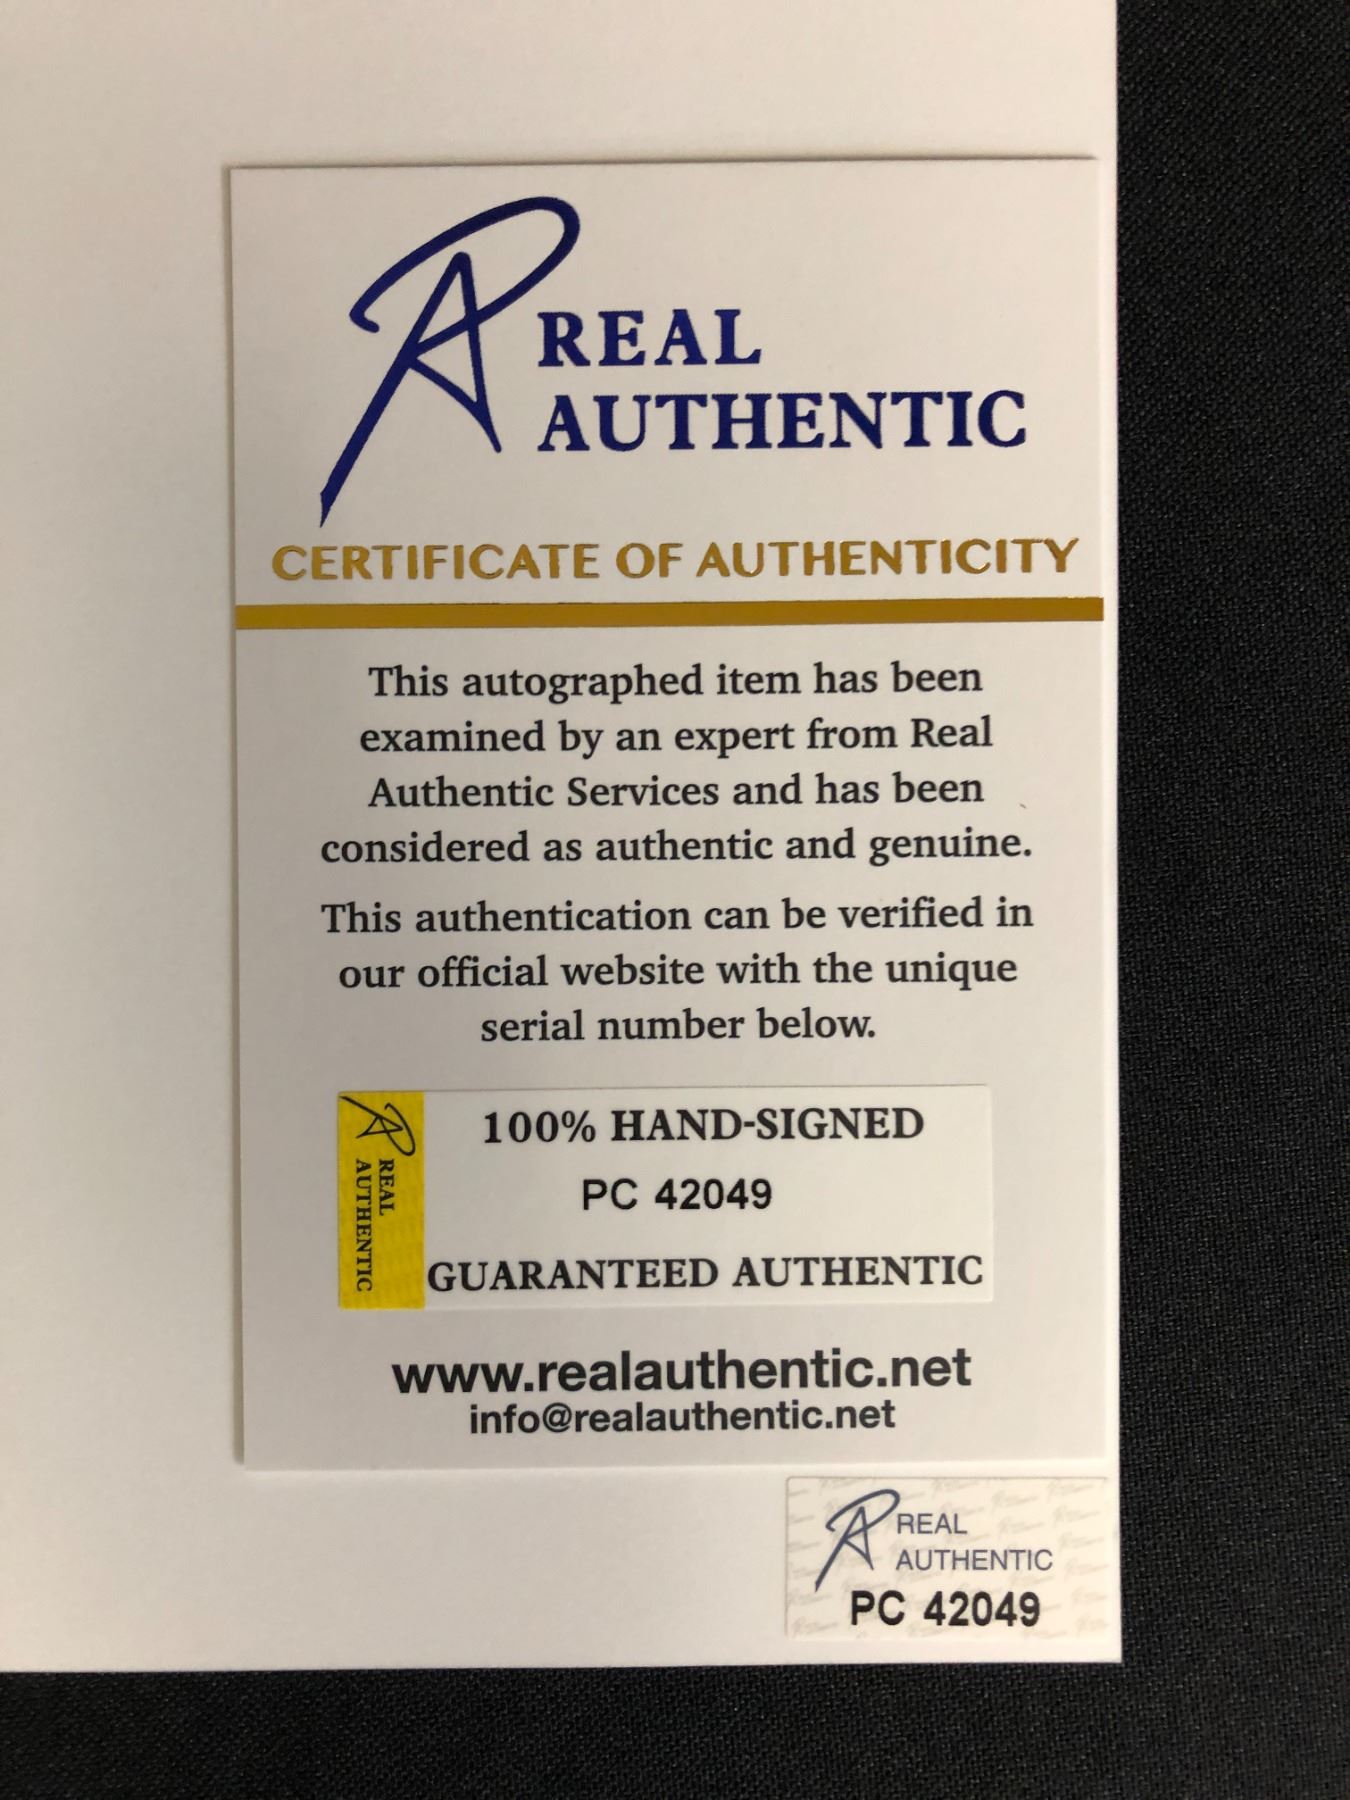 REAL
AUTHENTIC
CERTIFICATE OF AUTHENTICITY
This autographed item has been
examined by an expert from Real
Authentic Services and has been
considered as authentic and genuine.
This authentication can be verified in
our official website with the unique
serial number below.
REAL
AUTHENTIC
100% HAND-SIGNED
PC 42049
GUARANTEED AUTHENTIC
www.realauthentic.net
info@realauthentic.net
REAL
AUTHENTIC
PC 42049